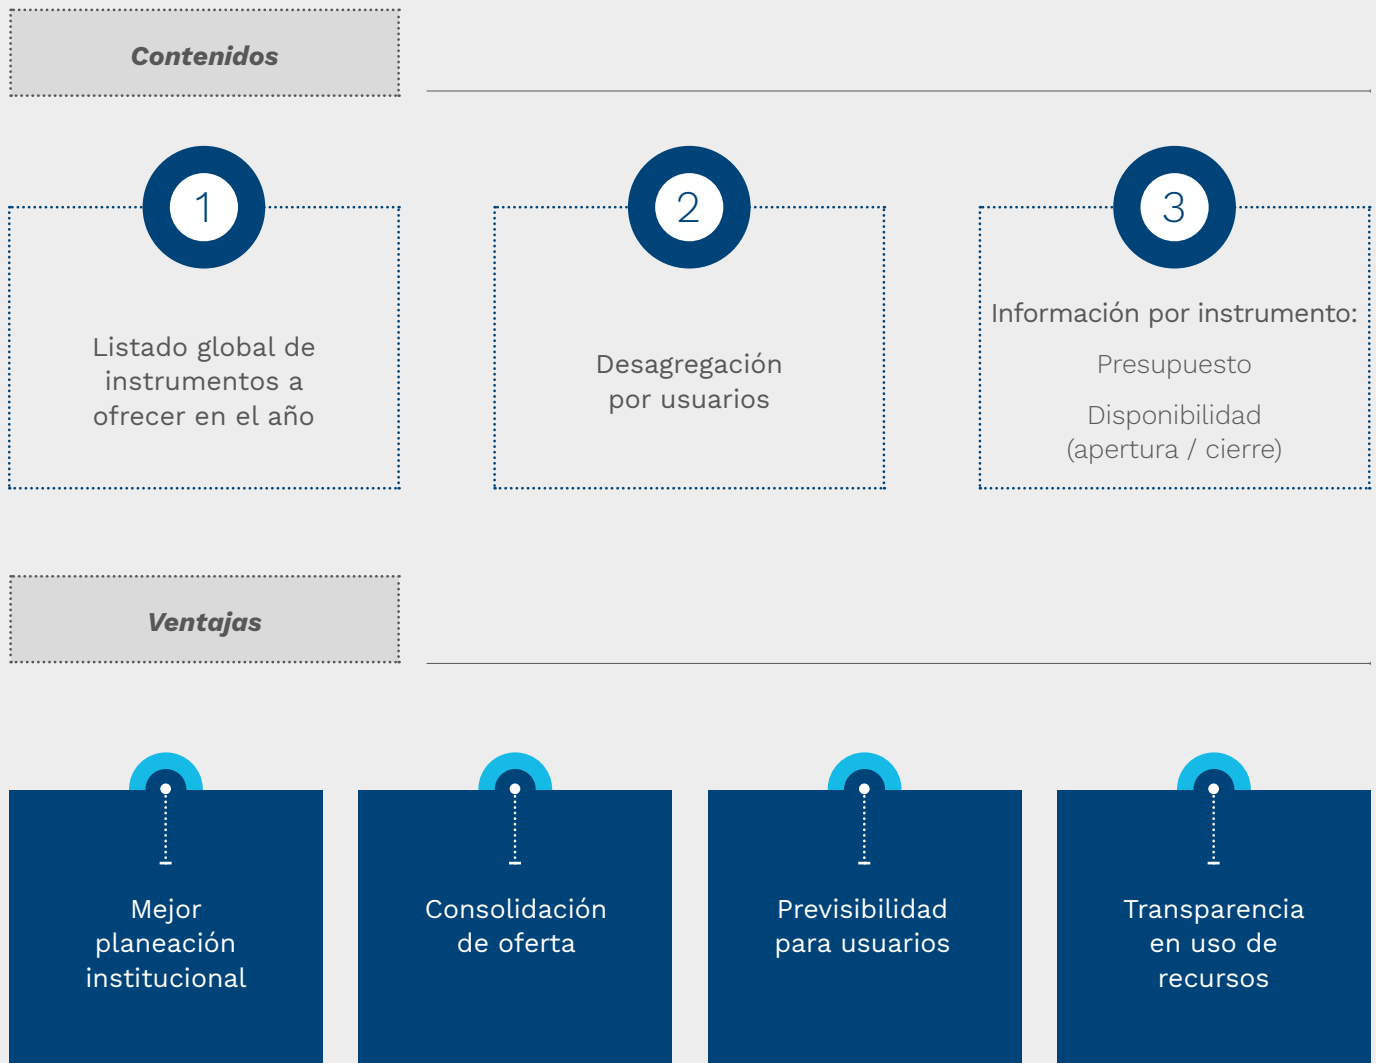 Contenidos
1
Listado global de
instrumentos a
ofrecer en el año
2
Desagregación
por usuarios
3
Información por instrumento:
Presupuesto
Disponibilidad
(apertura / cierre)
Ventajas
Mejor
planeación
institucional
Consolidación
de oferta
Previsibilidad
para usuarios
Transparencia
en uso de
recursos